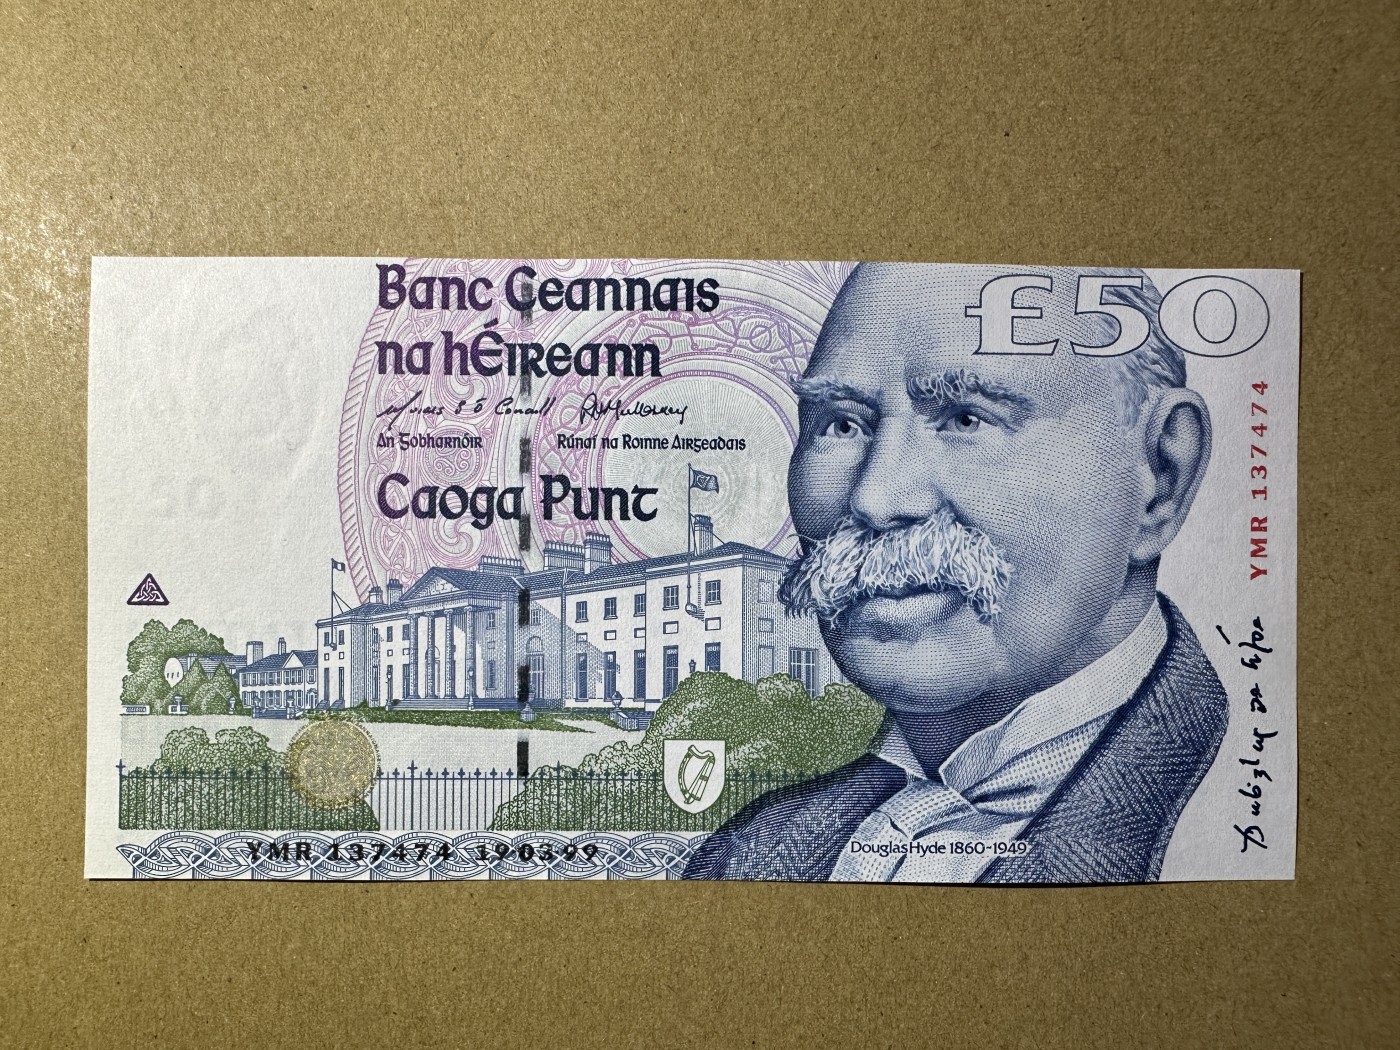 Banc Ceannais
na hÉireann
£50
An Gobharnóir
Rúnaí na Roinne Airgeadais
Caoga Punt
YMR 137474
YMR 137474 190399
Douglas Hyde 1860-1949